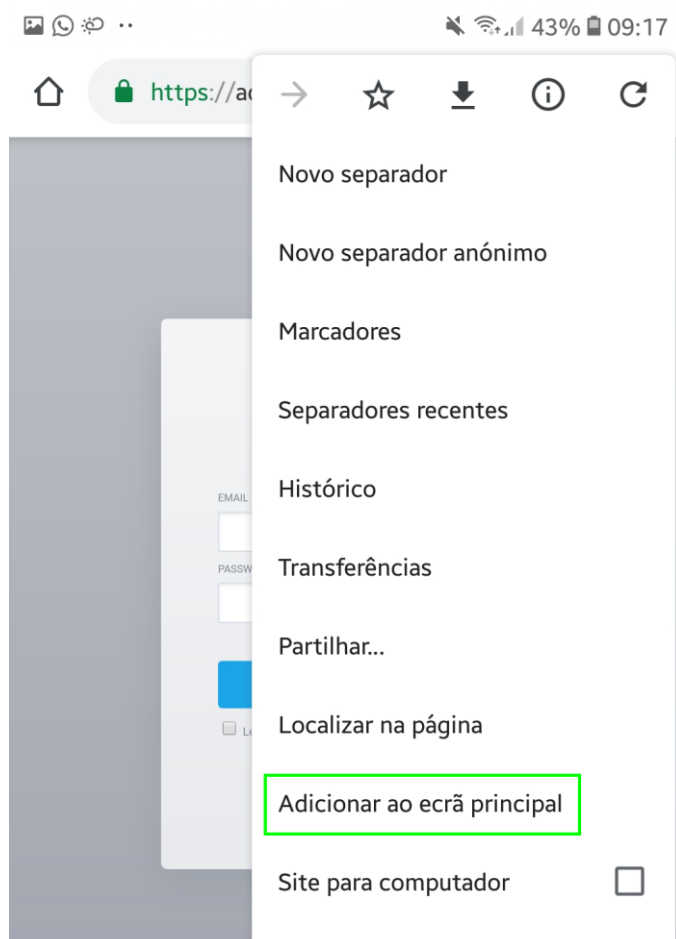 43% 09:17
https://ac
Novo separador
Novo separador anónimo
Marcadores
Separadores recentes
Histórico
EMAIL
Transferências
PASSW
Partilhar...
Localizar na página
Adicionar ao ecrã principal
Site para computador